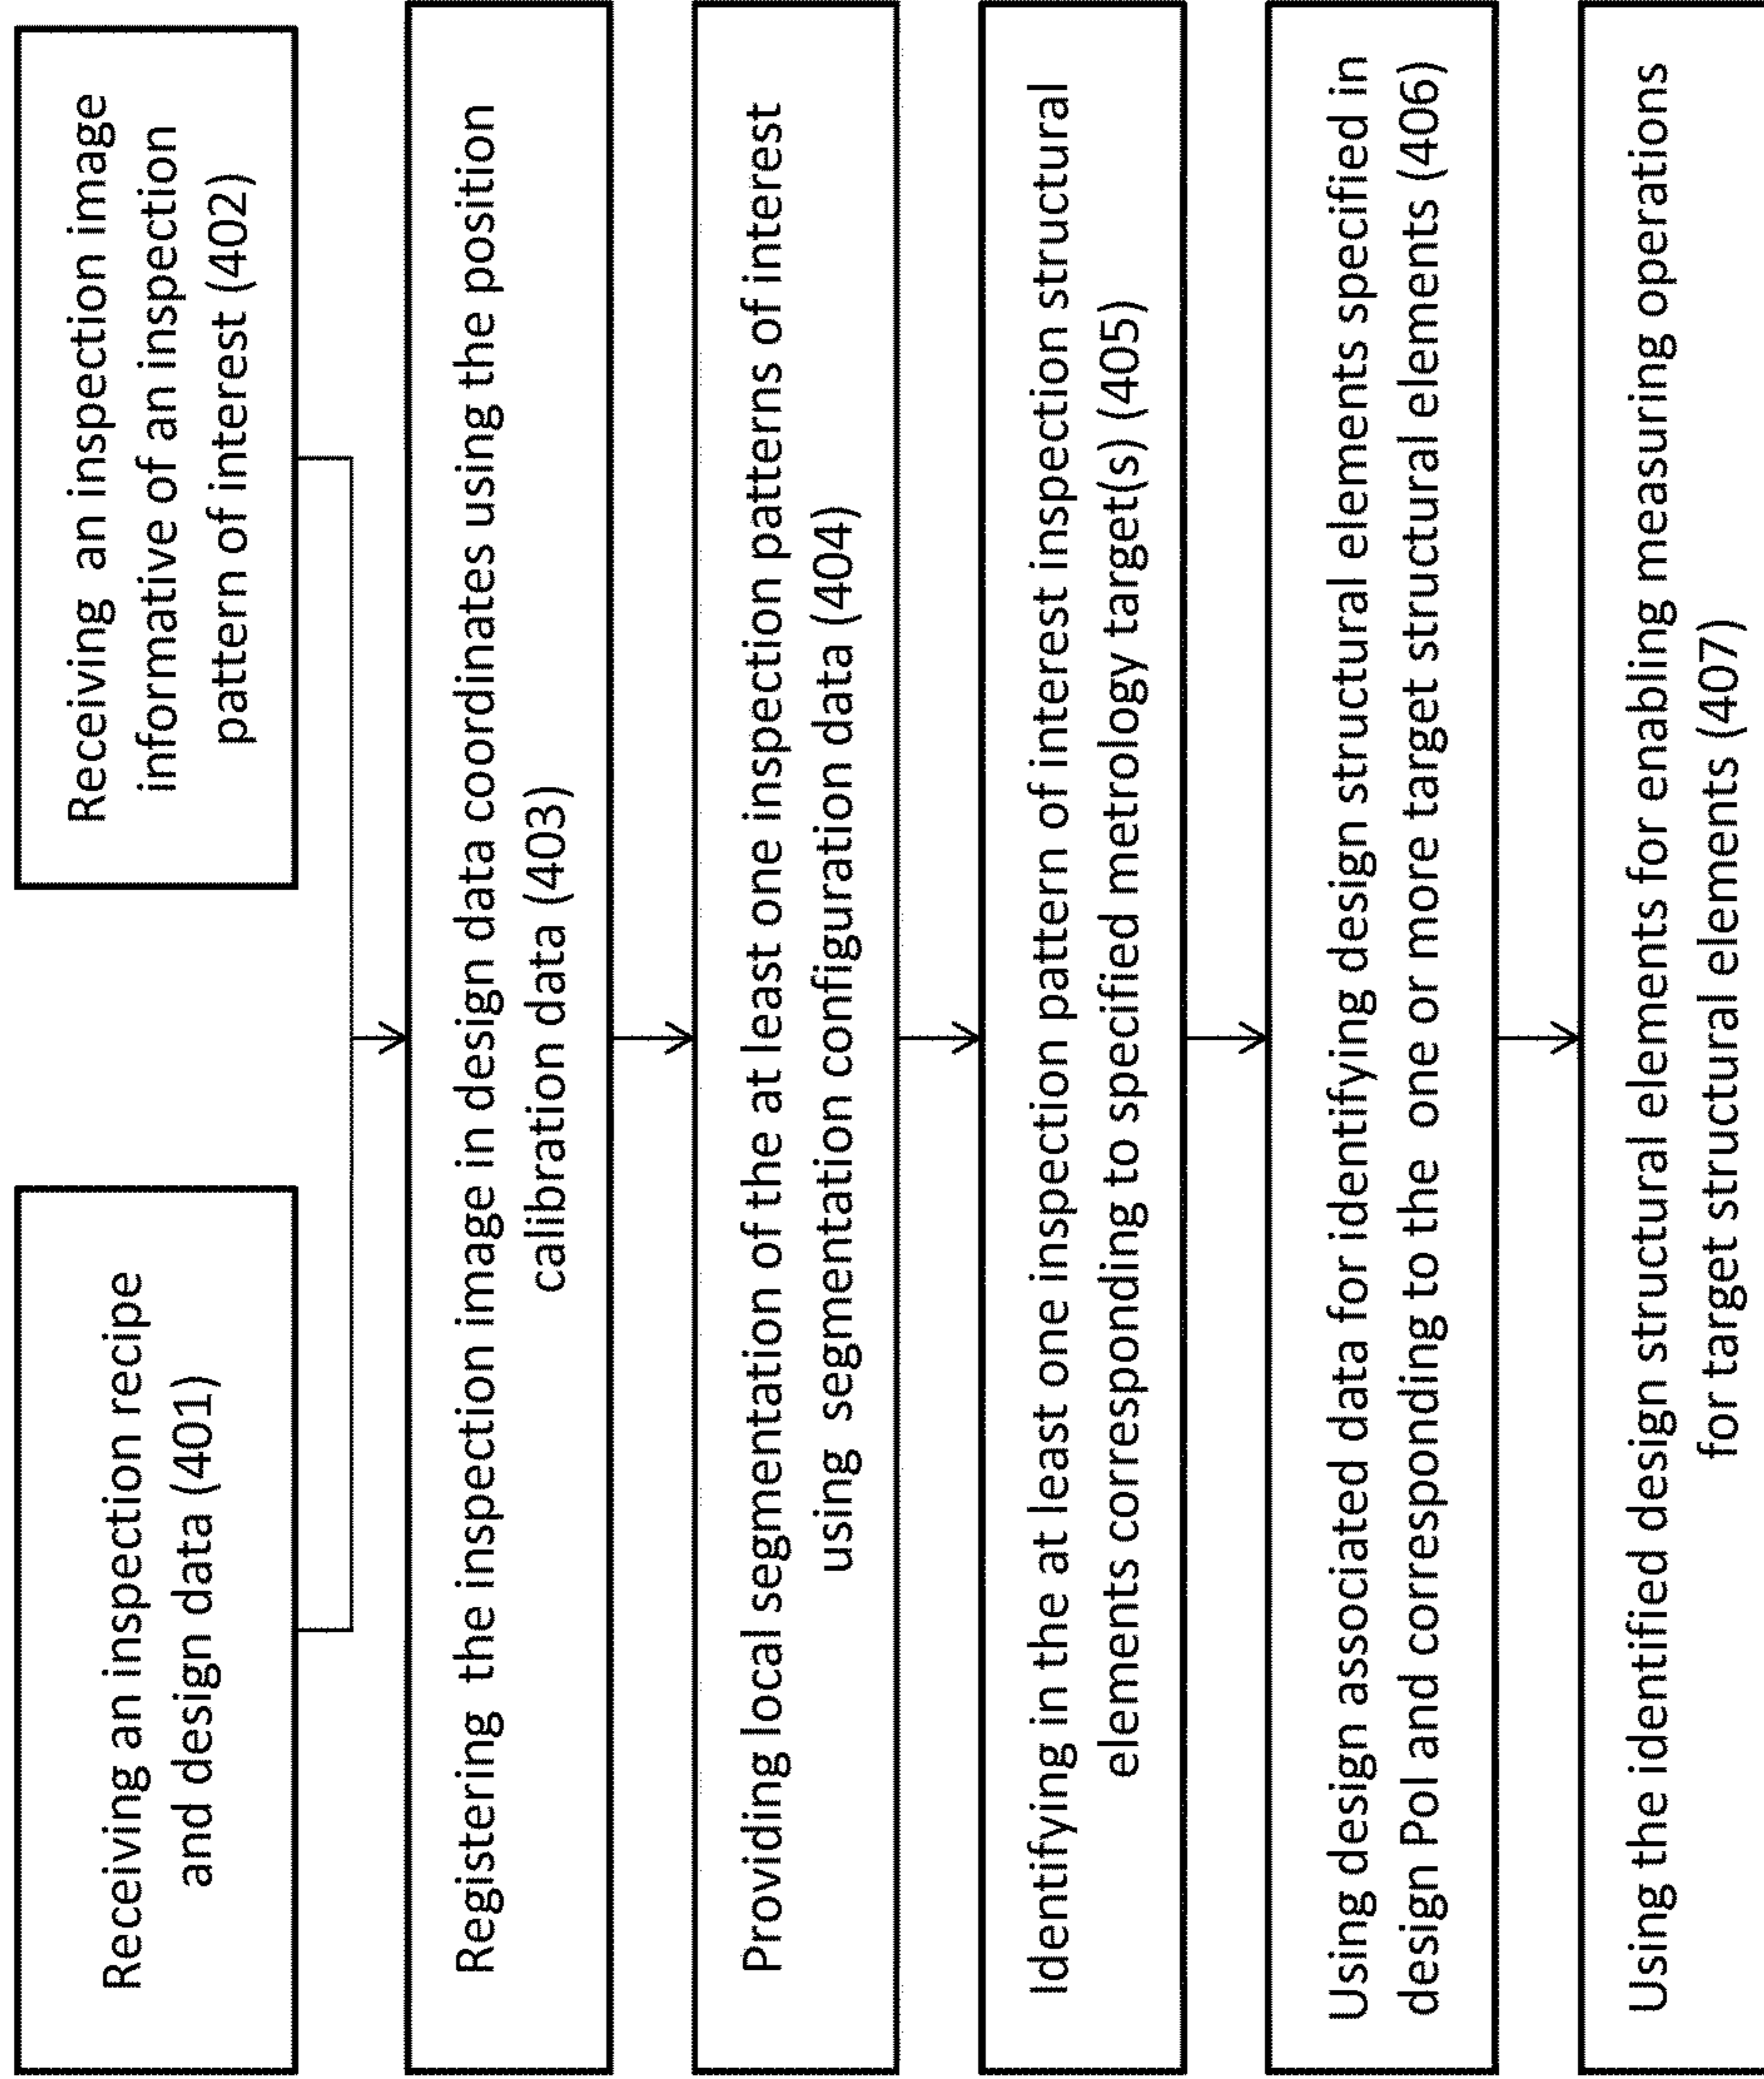 Receiving an inspection recipe
and design data (401)
Receiving an inspection image
informative of an inspection
pattern of interest (402)
Registering the inspection image in design data coordinates using the position
calibration data (403)
Providing local segmentation of the at least one inspection patterns of interest
using segmentation configuration data (404)
Identifying in the at least one inspection pattern of interest inspection structural
elements corresponding to specified metrology target(s) (405)
Using design associated data for identifying design structural elements specified in
design PoI and corresponding to the one or more target structural elements (406)
Using the identified design structural elements for enabling measuring operations
for target structural elements (407)